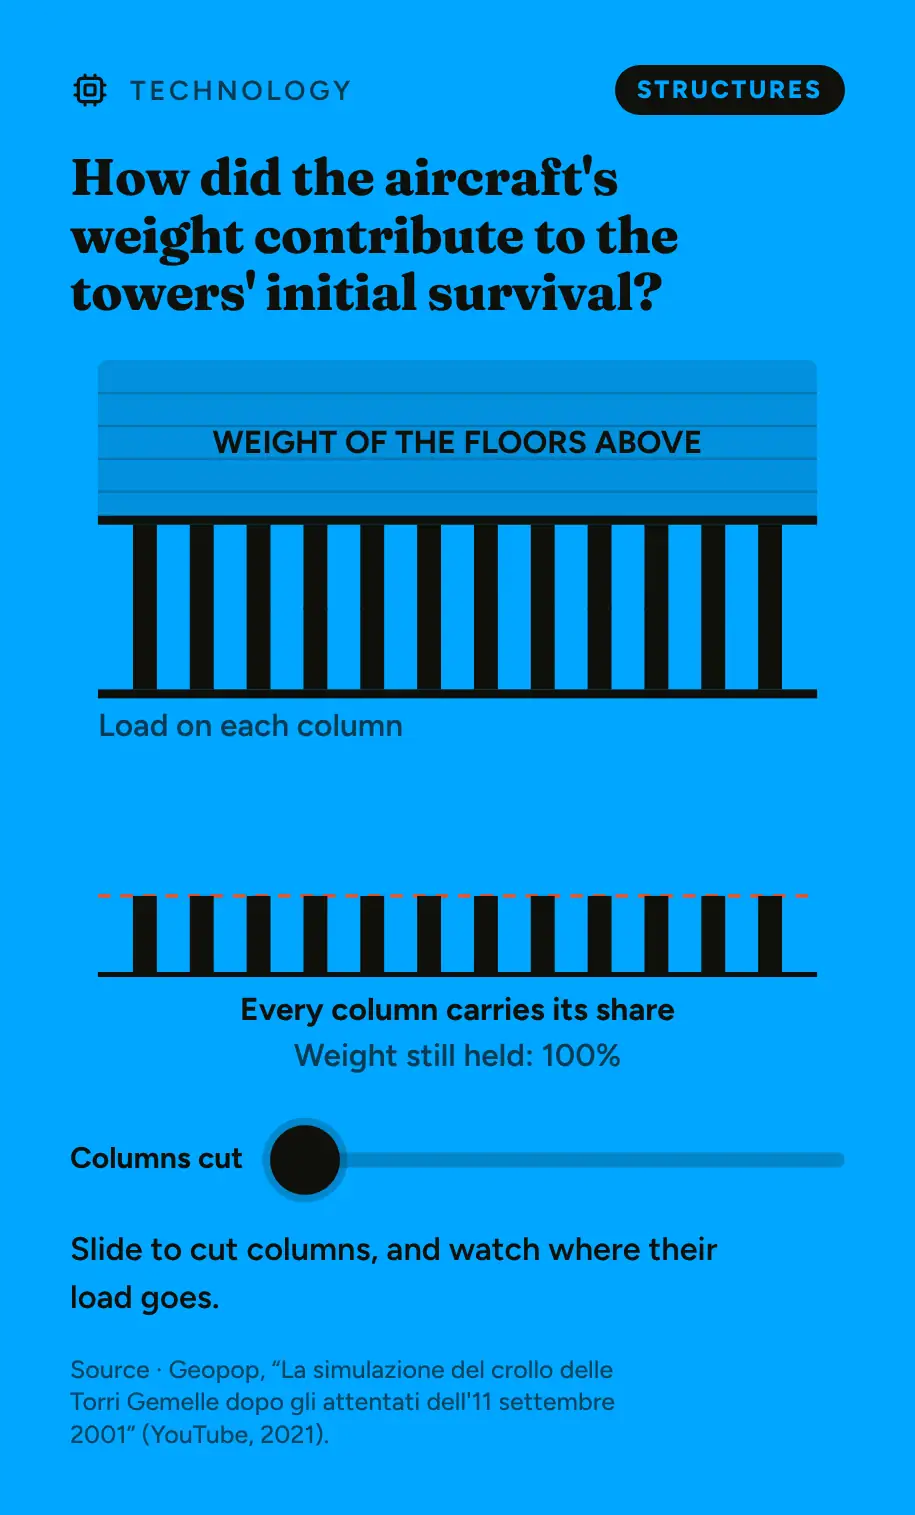 TECHNOLOGY
STRUCTURES
How did the aircraft's
weight contribute to the
towers' initial survival?
WEIGHT OF THE FLOORS ABOVE
Load on each column
Every column carries its share
Weight still held: 100%
Columns cut
Slide to cut columns, and watch where their
load goes.
Source · Geopop, “La simulazione del crollo delle
Torri Gemelle dopo gli attentati dell'11 settembre
2001” (YouTube, 2021).